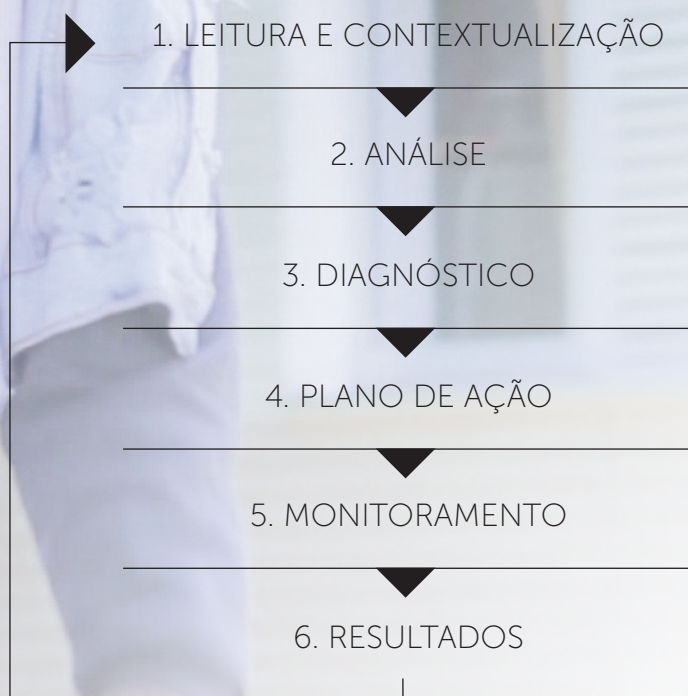 1. LEITURA E CONTEXTUALIZAÇÃO
2. ANÁLISE
3. DIAGNÓSTICO
4. PLANO DE AÇÃO
5. MONITORAMENTO
6. RESULTADOS